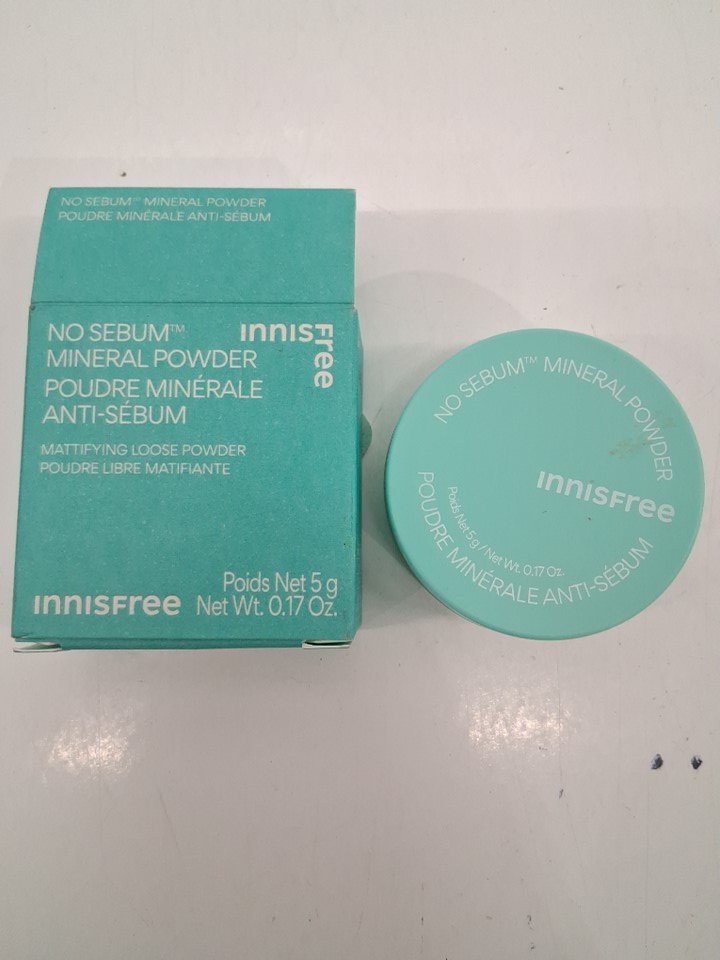 NO SEBUM™ MINERAL POWDER
POUDRE MINÉRALE ANTI-SÉBUM
NO SEBUM™
MINERAL POWDER
POUDRE MINÉRALE
ANTI-SÉBUM
innisfree
MATTIFYING LOOSE POWDER
POUDRE LIBRE MATIFIANTE
innisfree
Poids Net 5 g
Net Wt. 0.17 Oz.
NO SEBUM™ MINERAL POWDER
innisfree
Poids Net 5 g / Net Wt. 0.17 Oz.
POUDRE MINÉRALE ANTI-SÉBUM